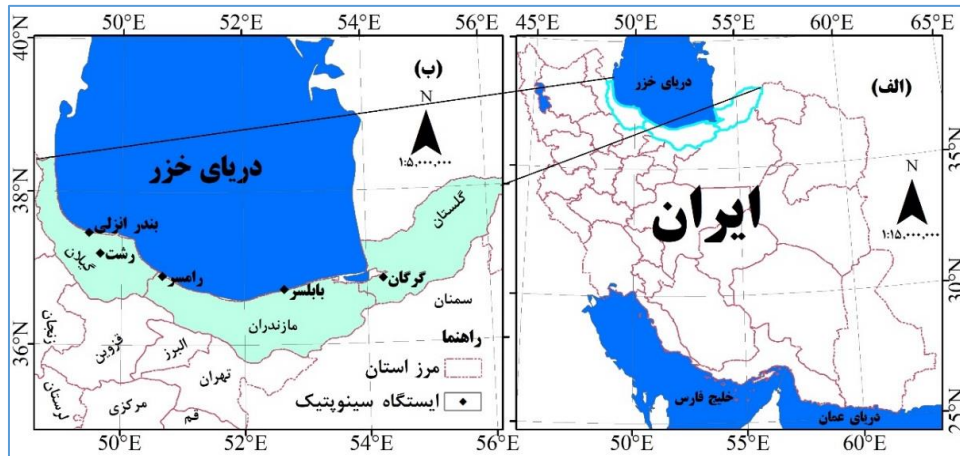 50°E 52°E 54°E 56°E
45°E 50°E 55°E 60°E 65°E
40°N
38°N
36°N
(ب)
N
1:5,000,000
دریای خزر
بندر انزلی
رشت
گیلان
رامسر
بابلسر
گرگان
گلستان
مازندران
سمنان
زنجان
قزوین
البرز
تهران
مرکزی
قم
راهنما
مرز استان
ایستگاه سینوپتیک
50°E 52°E 54°E 56°E
(الف)
دریای خزر
N
1:15,000,000
ایران
خلیج فارس
دریای عمان
35°N
30°N
25°N
50°E 55°E 60°E